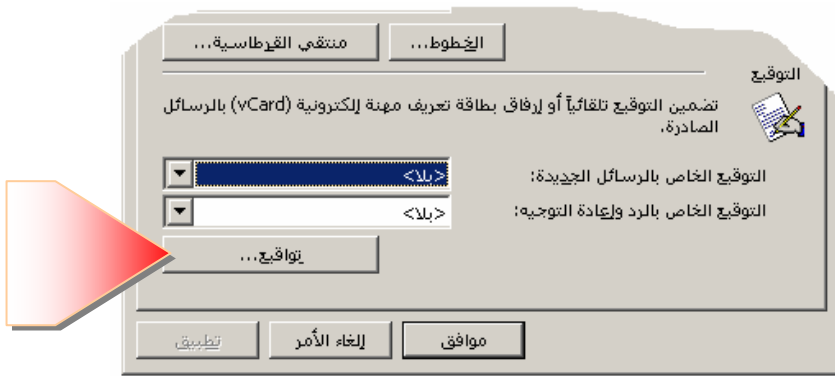 الخطوط... منتقي القرطاسية...
التوقيع
تضمين التوقيع تلقائياً أو إرفاق بطاقة تعريف مهنة إلكترونية (vCard) بالرسائل
الصادرة.
التوقيع الخاص بالرسائل الجديدة: <بلا>
التوقيع الخاص بالرد وإعادة التوجيه: <بلا>
تواقيع...
موافق إلغاء الأمر تطبيق